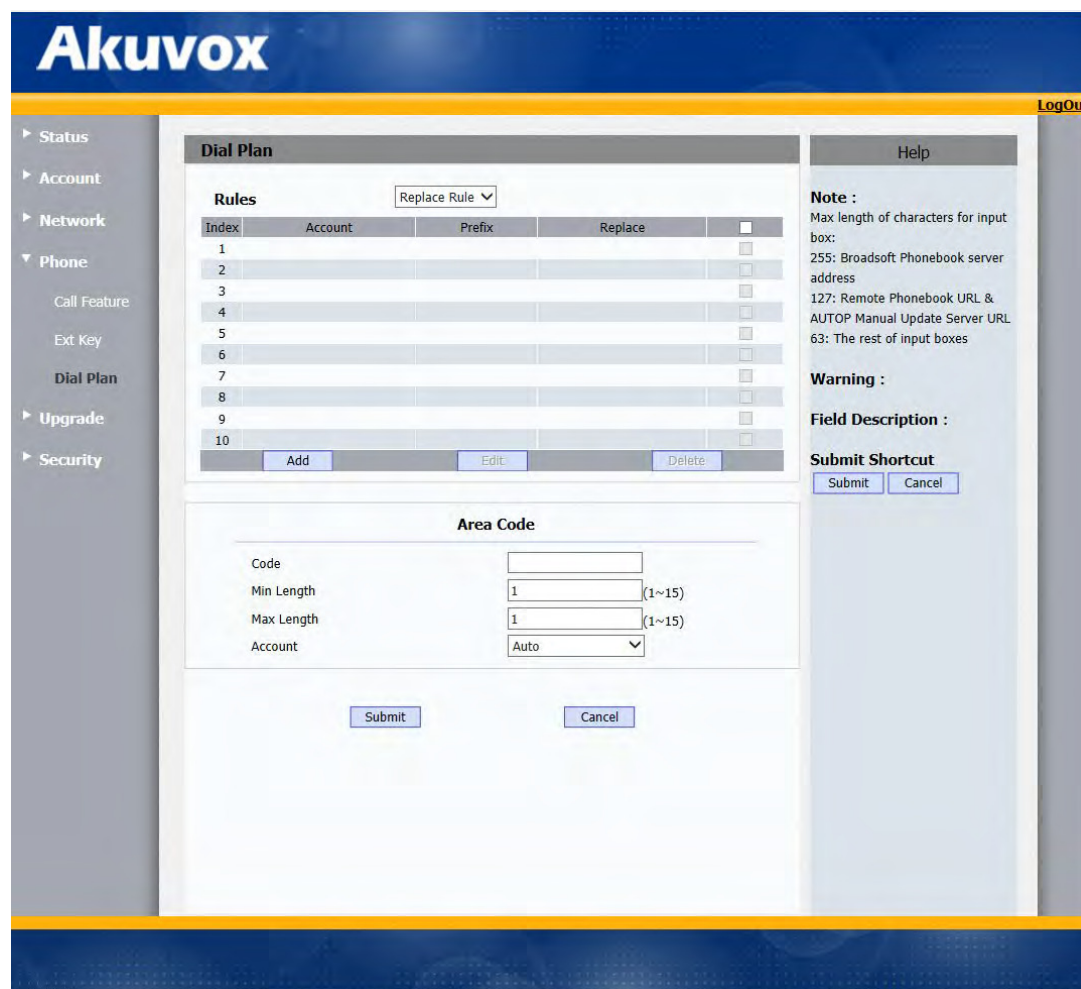 Akuvox
LogOu
Status
Account
Network
Phone
Call Feature
Ext Key
Dial Plan
Upgrade
Security
Dial Plan
Rules Replace Rule
Index Account Prefix Replace
1
2
3
4
5
6
7
8
9
10
Add Edit Delete
Area Code
Code
Min Length 1 (1~15)
Max Length 1 (1~15)
Account Auto
Submit Cancel
Help
Note :
Max length of characters for input
box:
255: Broadsoft Phonebook server
address
127: Remote Phonebook URL &
AUTOP Manual Update Server URL
63: The rest of input boxes
Warning :
Field Description :
Submit Shortcut
Submit Cancel